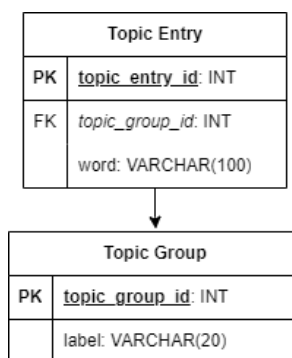 Topic Entry
PK topic_entry_id: INT
FK topic_group_id: INT
word: VARCHAR(100)
Topic Group
PK topic_group_id: INT
label: VARCHAR(20)